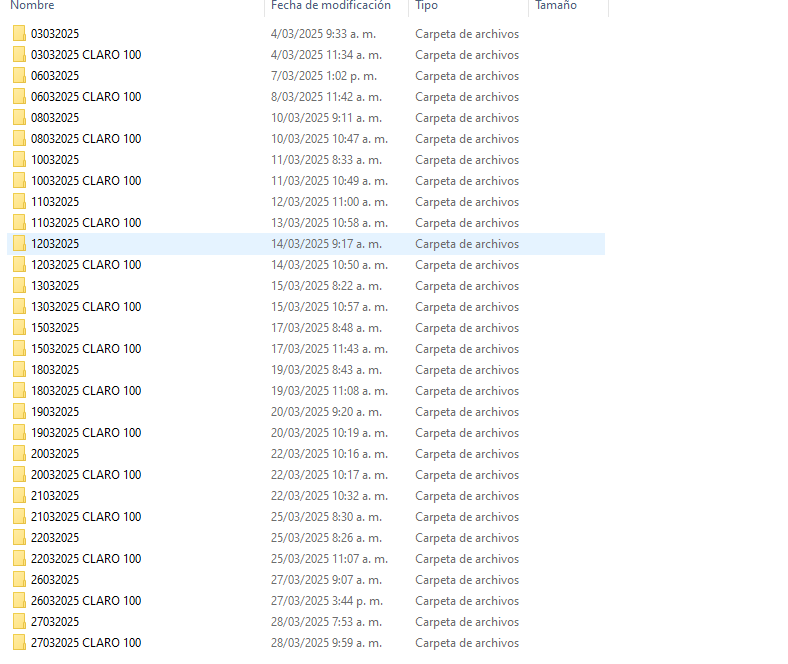 Nombre Fecha de modificación Tipo Tamaño
03032025 4/03/2025 9:33 a. m. Carpeta de archivos
03032025 CLARO 100 4/03/2025 11:34 a. m. Carpeta de archivos
06032025 7/03/2025 1:02 p. m. Carpeta de archivos
06032025 CLARO 100 8/03/2025 11:42 a. m. Carpeta de archivos
08032025 10/03/2025 9:11 a. m. Carpeta de archivos
08032025 CLARO 100 10/03/2025 10:47 a. m. Carpeta de archivos
10032025 11/03/2025 8:33 a. m. Carpeta de archivos
10032025 CLARO 100 11/03/2025 10:49 a. m. Carpeta de archivos
11032025 12/03/2025 11:00 a. m. Carpeta de archivos
11032025 CLARO 100 13/03/2025 10:58 a. m. Carpeta de archivos
12032025 14/03/2025 9:17 a. m. Carpeta de archivos
12032025 CLARO 100 14/03/2025 10:50 a. m. Carpeta de archivos
13032025 15/03/2025 8:22 a. m. Carpeta de archivos
13032025 CLARO 100 15/03/2025 10:57 a. m. Carpeta de archivos
15032025 17/03/2025 8:48 a. m. Carpeta de archivos
15032025 CLARO 100 17/03/2025 11:43 a. m. Carpeta de archivos
18032025 19/03/2025 8:43 a. m. Carpeta de archivos
18032025 CLARO 100 19/03/2025 11:08 a. m. Carpeta de archivos
19032025 20/03/2025 9:20 a. m. Carpeta de archivos
19032025 CLARO 100 20/03/2025 10:19 a. m. Carpeta de archivos
20032025 22/03/2025 10:16 a. m. Carpeta de archivos
20032025 CLARO 100 22/03/2025 10:17 a. m. Carpeta de archivos
21032025 22/03/2025 10:32 a. m. Carpeta de archivos
21032025 CLARO 100 25/03/2025 8:30 a. m. Carpeta de archivos
22032025 25/03/2025 8:26 a. m. Carpeta de archivos
22032025 CLARO 100 25/03/2025 11:07 a. m. Carpeta de archivos
26032025 27/03/2025 9:07 a. m. Carpeta de archivos
26032025 CLARO 100 27/03/2025 3:44 p. m. Carpeta de archivos
27032025 28/03/2025 7:53 a. m. Carpeta de archivos
27032025 CLARO 100 28/03/2025 9:59 a. m. Carpeta de archivos